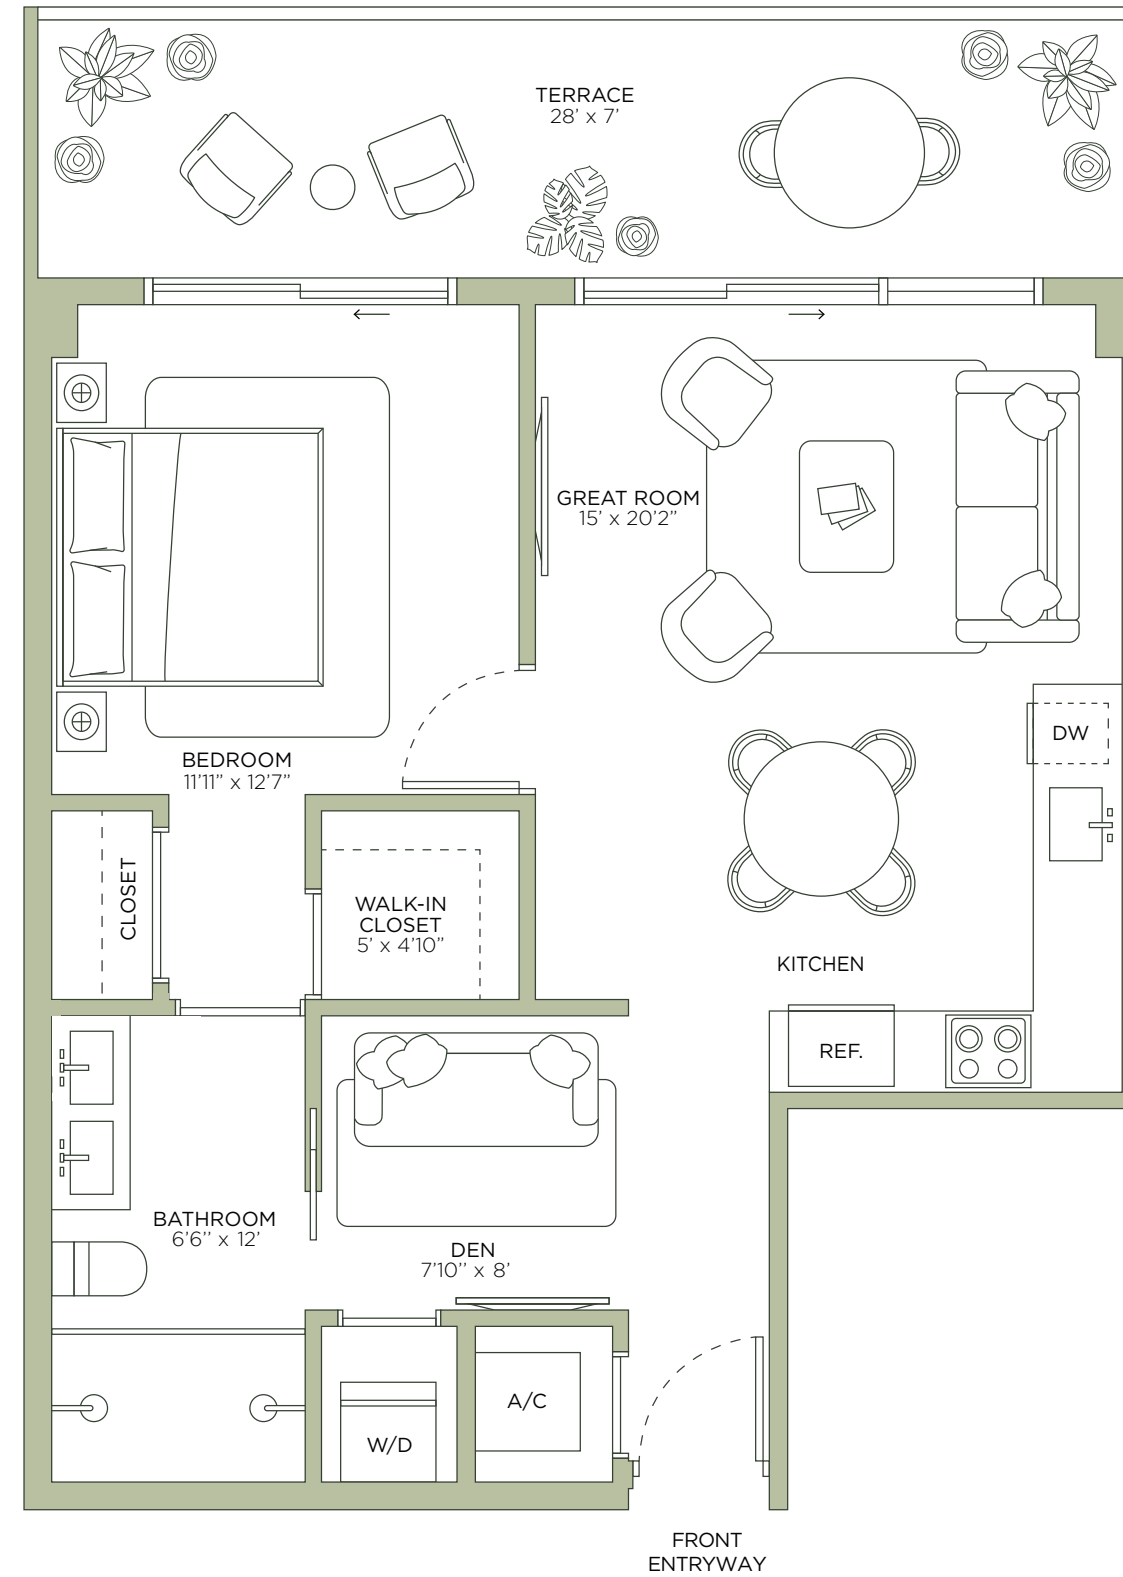 TERRACE
28’ x 7’
GREAT ROOM
15’ x 20’2”
DW
BEDROOM
11’11” x 12’7”
CLOSET
WALK-IN
CLOSET
5’ x 4’10”
KITCHEN
REF.
BATHROOM
6’6’’ x 12’
DEN
7’10’’ x 8’
A/C
W/D
FRONT
ENTRYWAY